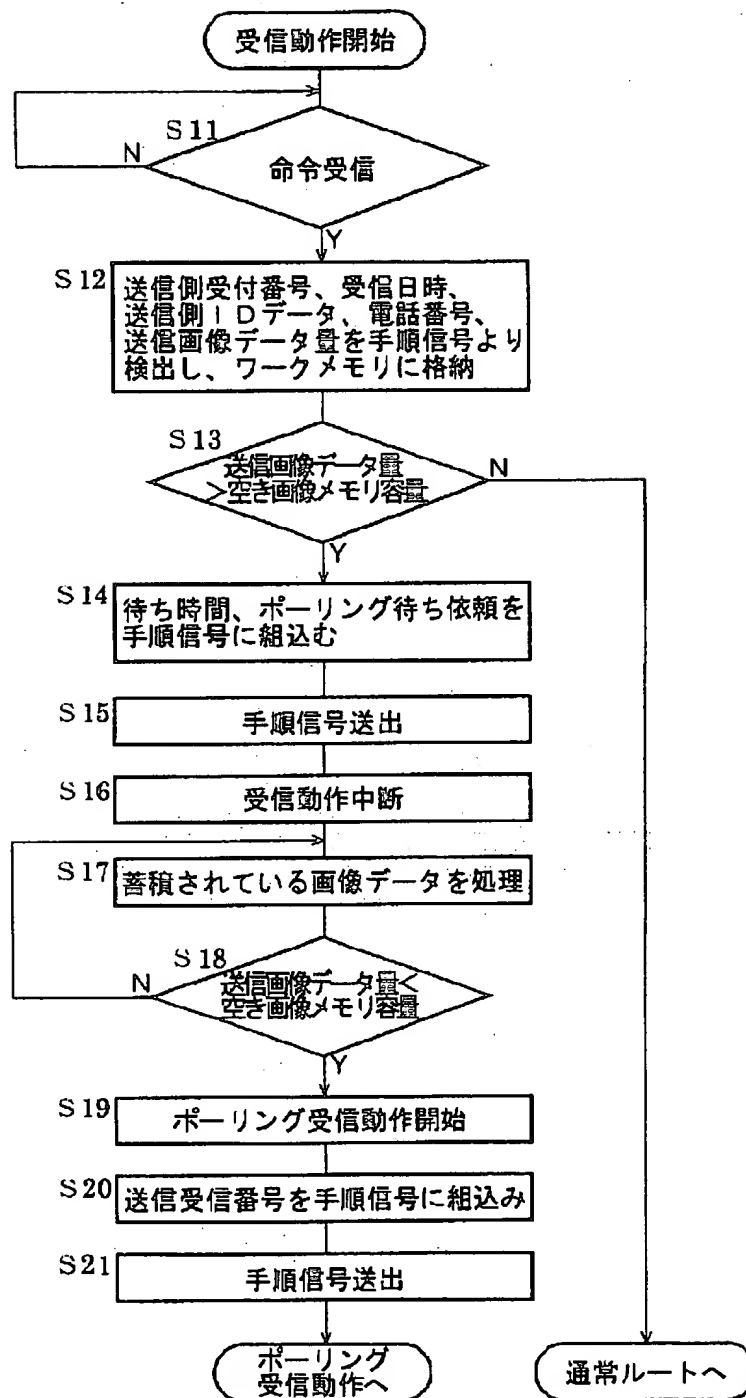 受信動作開始
S11
N
命令受信
Y
S12
送信側受付番号、受信日時、
送信側IDデータ、電話番号、
送信画像データ量を手順信号より
検出し、ワークメモリに格納
S13
送信画像データ量
>空き画像メモリ容量
N
Y
S14
待ち時間、ポーリング待ち依頼を
手順信号に組込む
S15
手順信号送出
S16
受信動作中断
S17
蓄積されている画像データを処理
S18
送信画像データ量<
空き画像メモリ容量
N
Y
S19
ポーリング受信動作開始
S20
送信受信番号を手順信号に組込み
S21
手順信号送出
ポーリング
受信動作へ
通常ルートへ